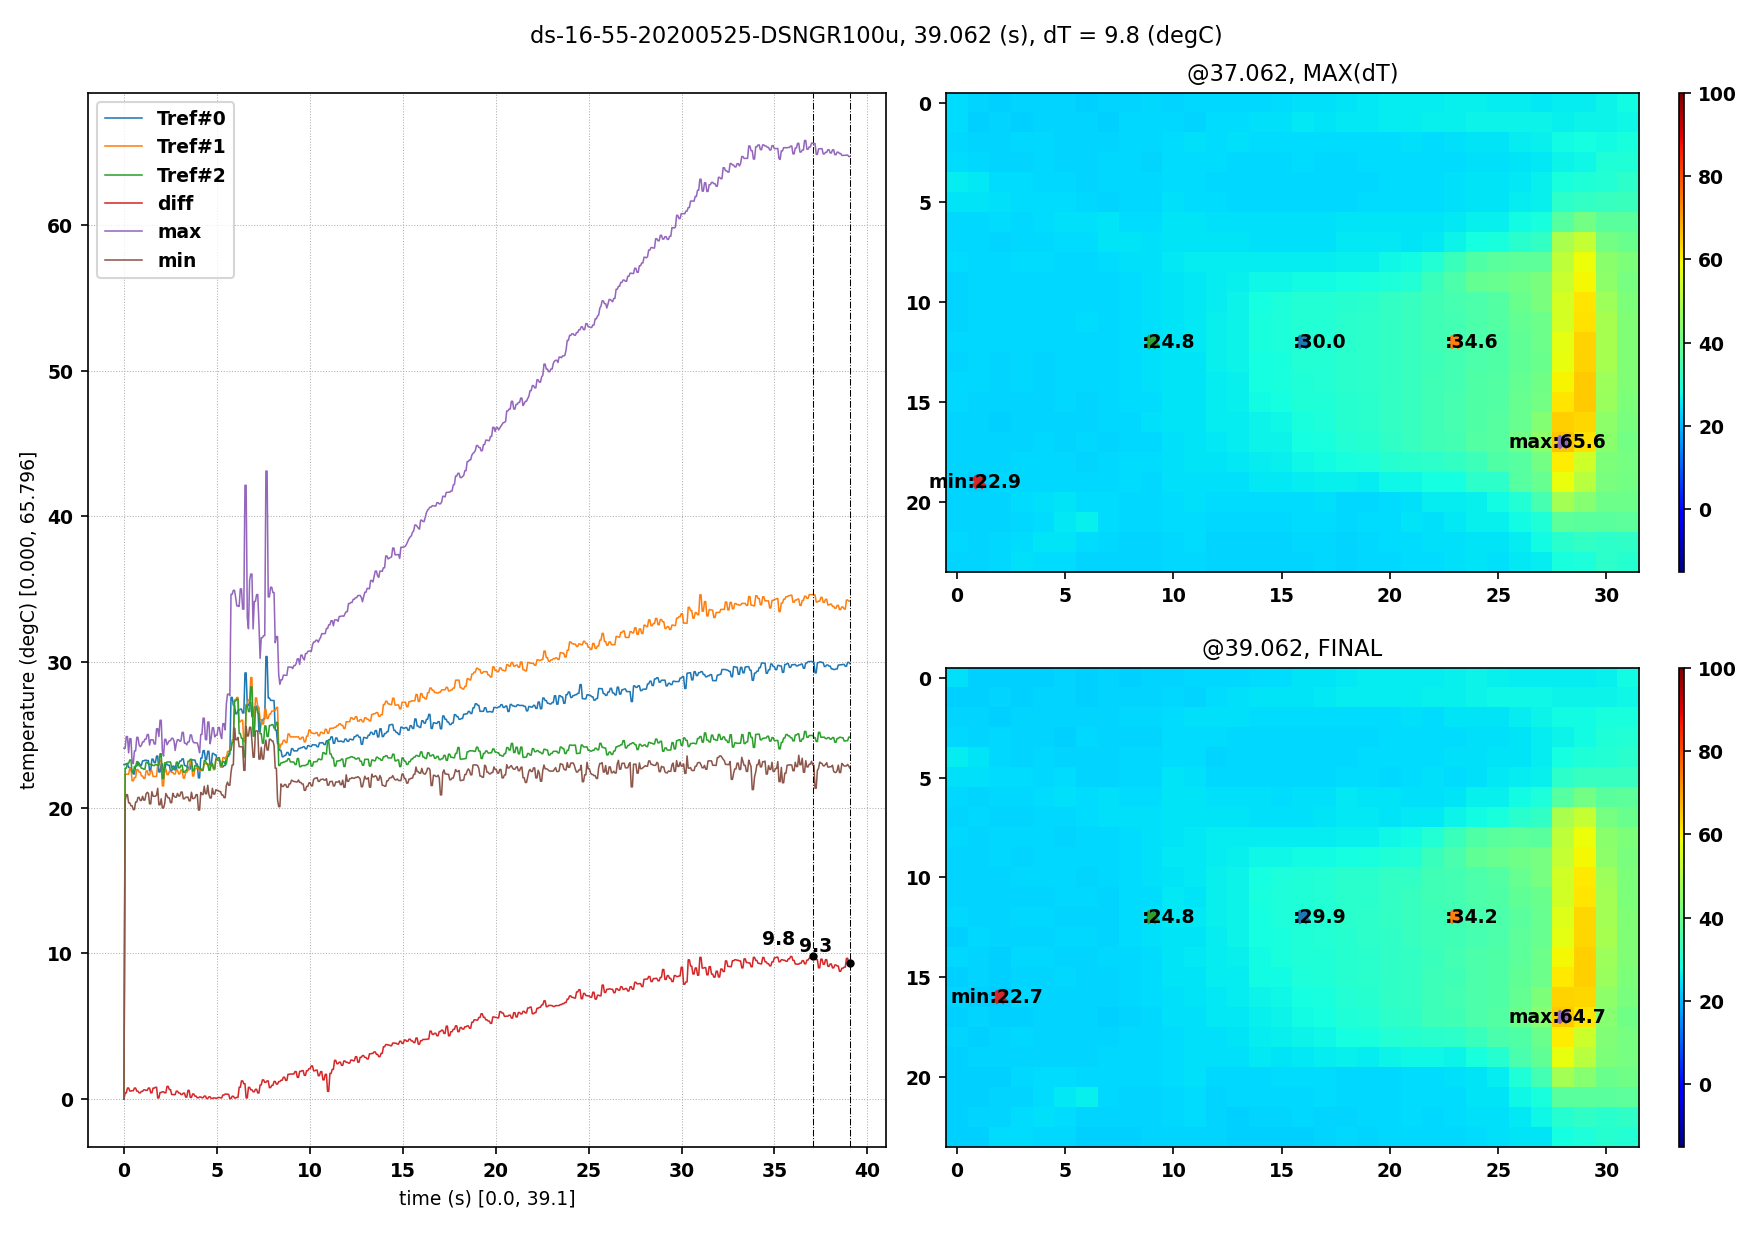 ds-16-55-20200525-DSNGR100u, 39.062 (s), dT = 9.8 (degC)
Tref#0
Tref#1
Tref#2
diff
max
min
60
50
40
30
20
10
0
temperature (degC) [0.000, 65.796]
9.8
9.3
0 5 10 15 20 25 30 35 40
time (s) [0.0, 39.1]
@37.062, MAX(dT)
0
5
10
15
20
:24.8
:30.0
:34.6
max:65.6
min:22.9
0 5 10 15 20 25 30
100
80
60
40
20
0
@39.062, FINAL
0
5
10
15
20
:24.8
:29.9
:34.2
min:22.7
max:64.7
0 5 10 15 20 25 30
100
80
60
40
20
0